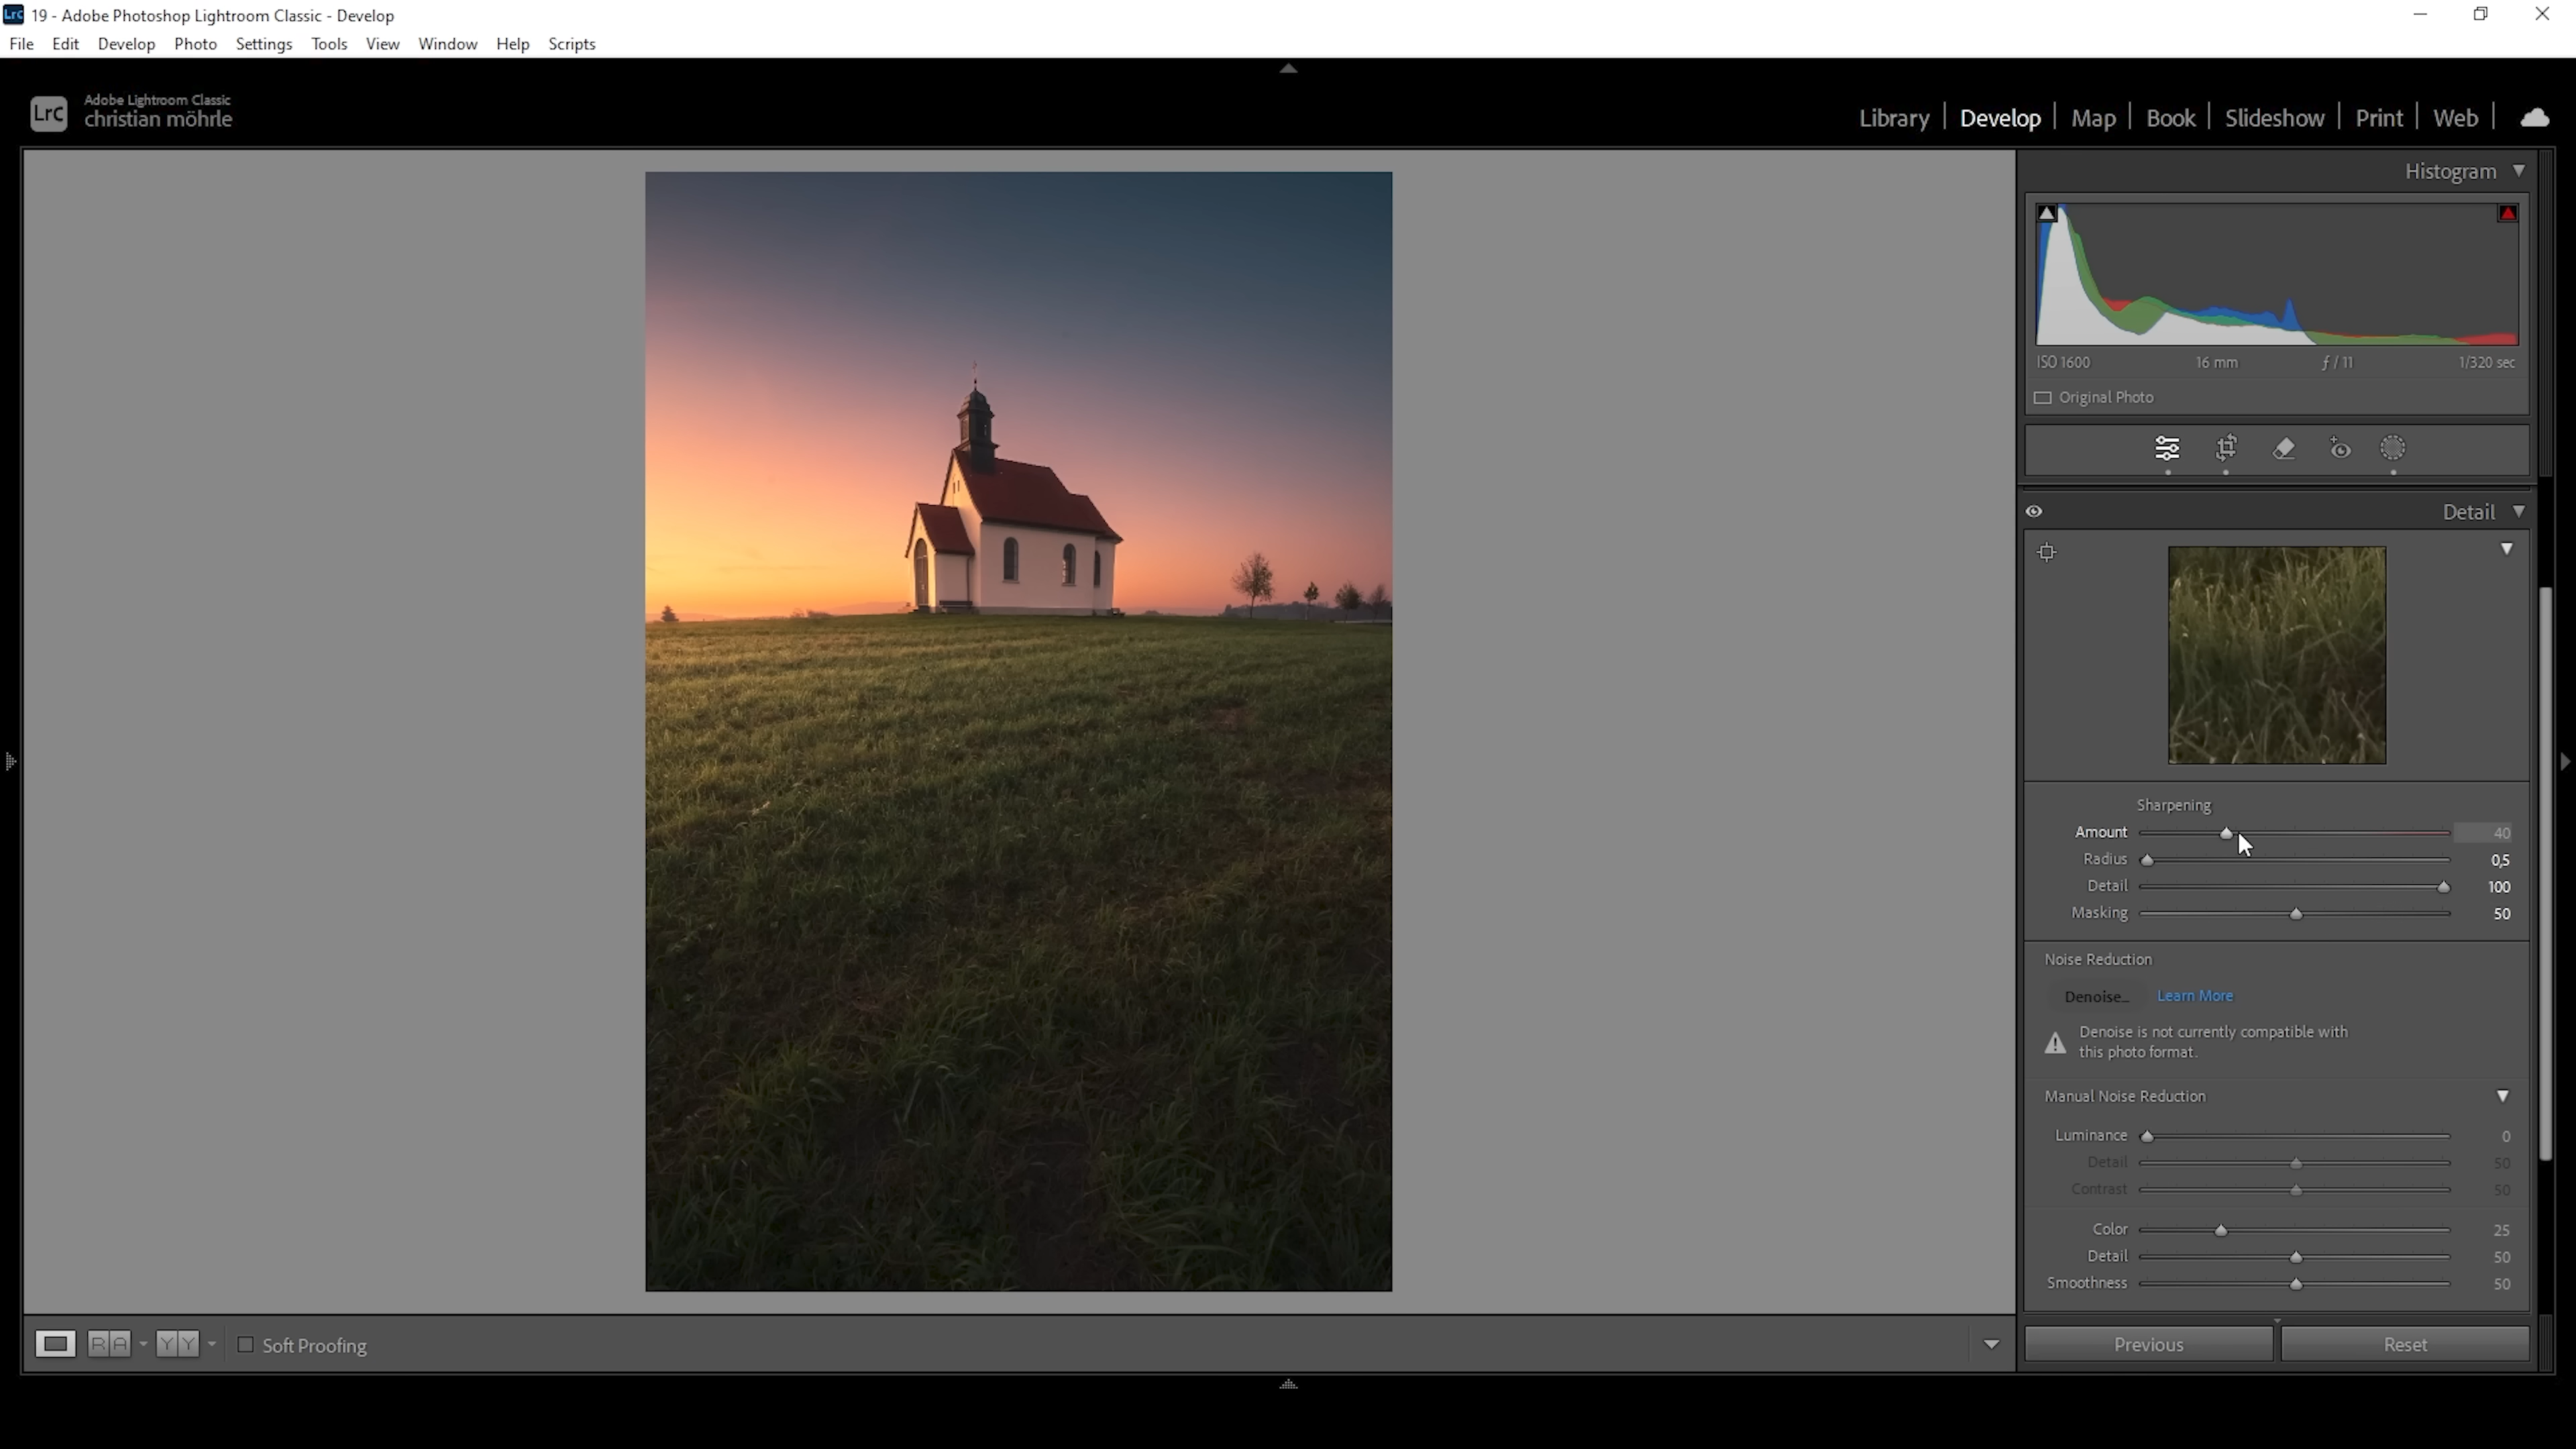 Lrc 19 - Adobe Photoshop Lightroom Classic - Develop
File Edit Develop Photo Settings Tools View Window Help Scripts
Lrc Adobe Lightroom Classic
christian möhrle
Library Develop Map Book Slideshow Print Web
Histogram
ISO 1600 16 mm ƒ / 11 1/320 sec
Original Photo
Detail
Sharpening
Amount 40
Radius 0,5
Detail 100
Masking 50
Noise Reduction
Denoise... Learn More
Denoise is not currently compatible with
this photo format.
Manual Noise Reduction
Luminance 0
Detail 50
Contrast 50
Color 25
Detail 50
Smoothness 50
R A Y Y Soft Proofing
Previous Reset